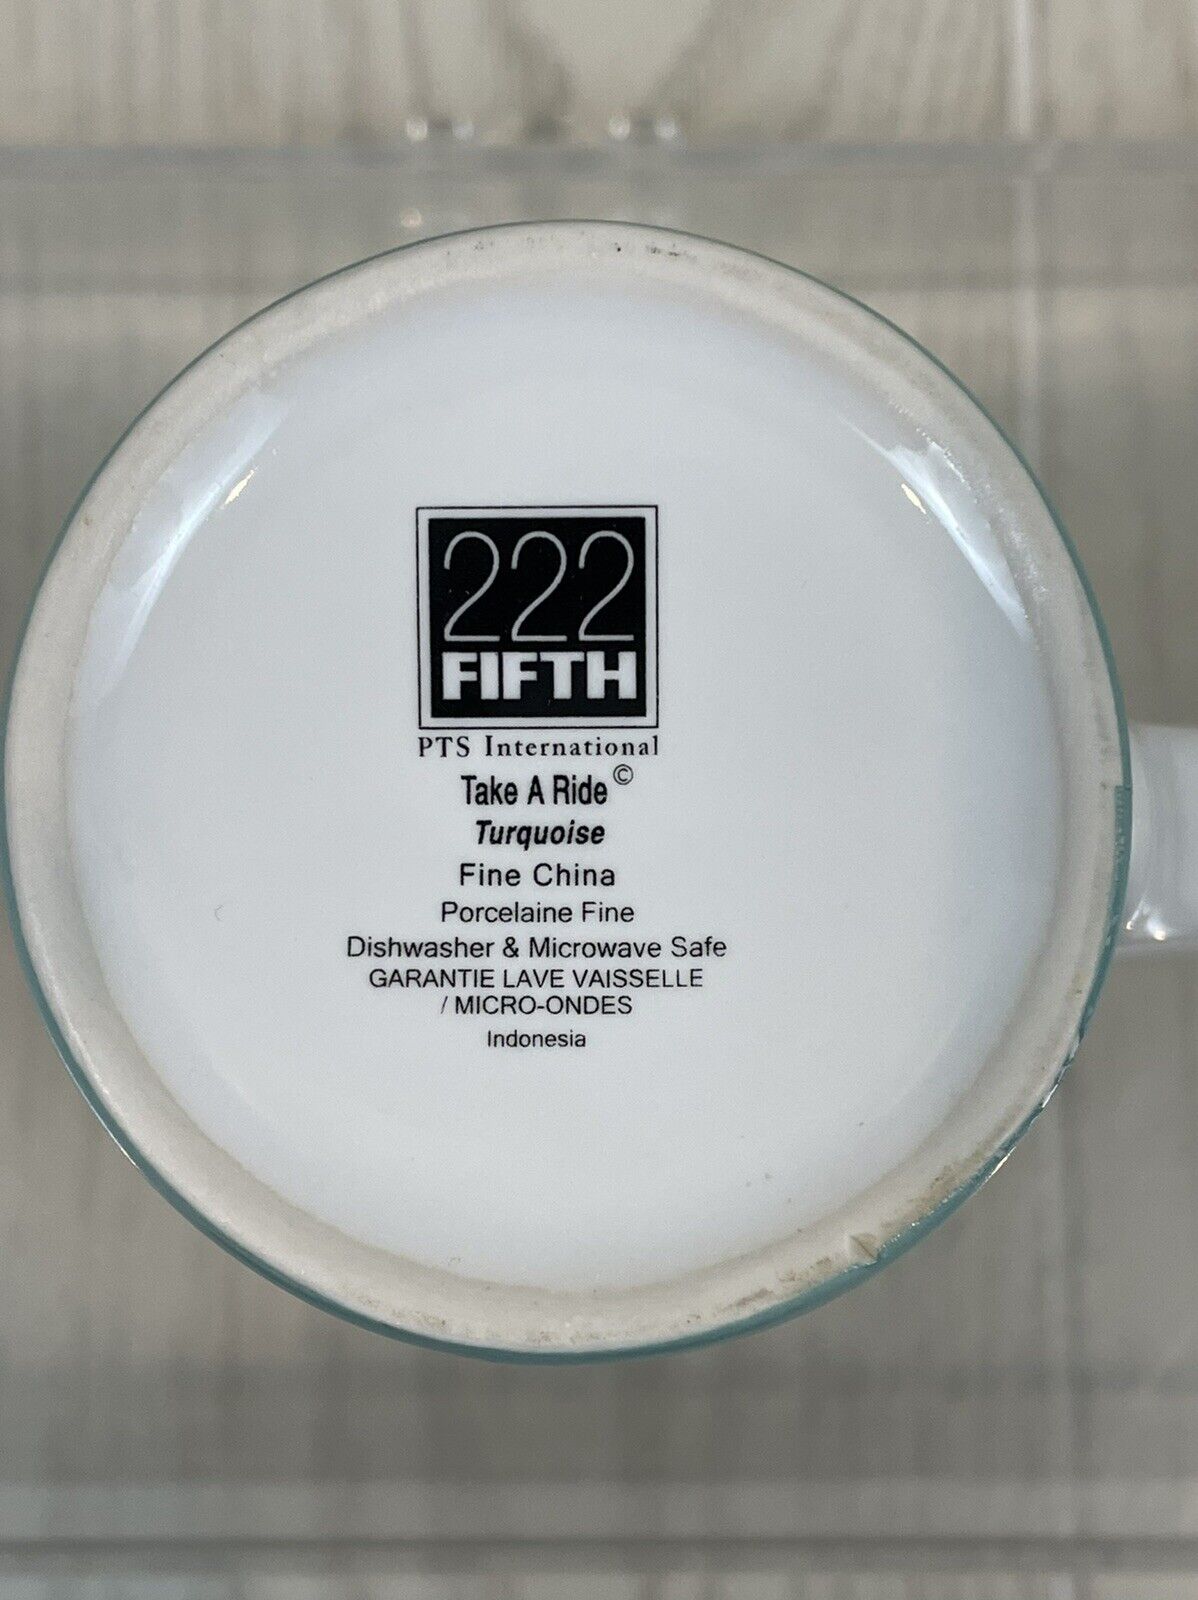 222
FIFTH
PTS International
Take A Ride©
Turquoise
Fine China
Porcelaine Fine
Dishwasher & Microwave Safe
GARANTIE LAVE VAISSELLE
/ MICRO-ONDES
Indonesia